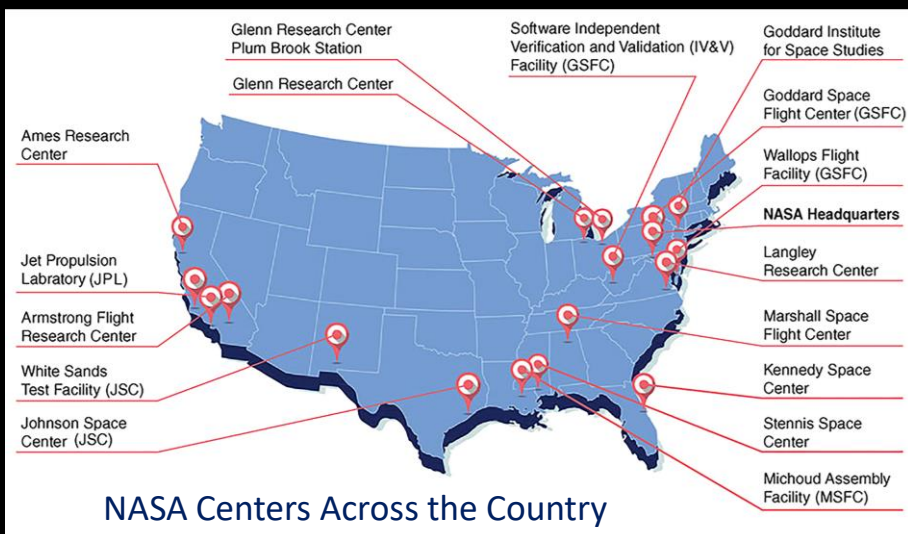 Glenn Research Center
Plum Brook Station
Glenn Research Center
Software Independent
Verification and Validation (IV&V)
Facility (GSFC)
Goddard Institute
for Space Studies
Goddard Space
Flight Center (GSFC)
Wallops Flight
Facility (GSFC)
NASA Headquarters
Langley
Research Center
Marshall Space
Flight Center
Kennedy Space
Center
Stennis Space
Center
Michoud Assembly
Facility (MSFC)
Ames Research
Center
Jet Propulsion
Labratory (JPL)
Armstrong Flight
Research Center
White Sands
Test Facility (JSC)
Johnson Space
Center (JSC)
NASA Centers Across the Country